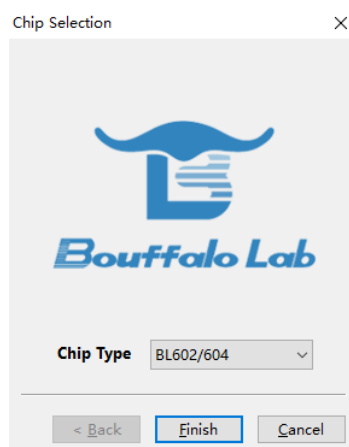 Chip Selection
Bouffalo Lab
Chip Type BL602/604
< Back Finish Cancel